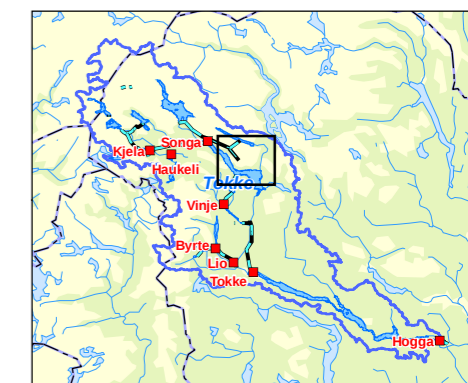 Songa
Kjela
Haukeli
Tokke
Vinje
Byrte
Lio
Tokke
Hogga